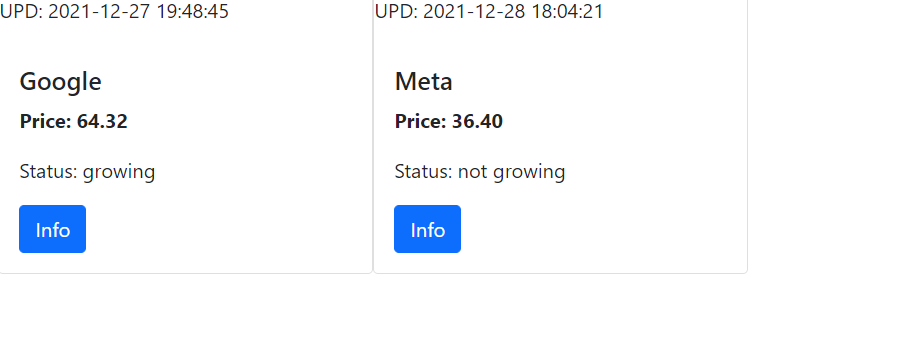 UPD: 2021-12-27 19:48:45
Google
Price: 64.32
Status: growing
Info
UPD: 2021-12-28 18:04:21
Meta
Price: 36.40
Status: not growing
Info